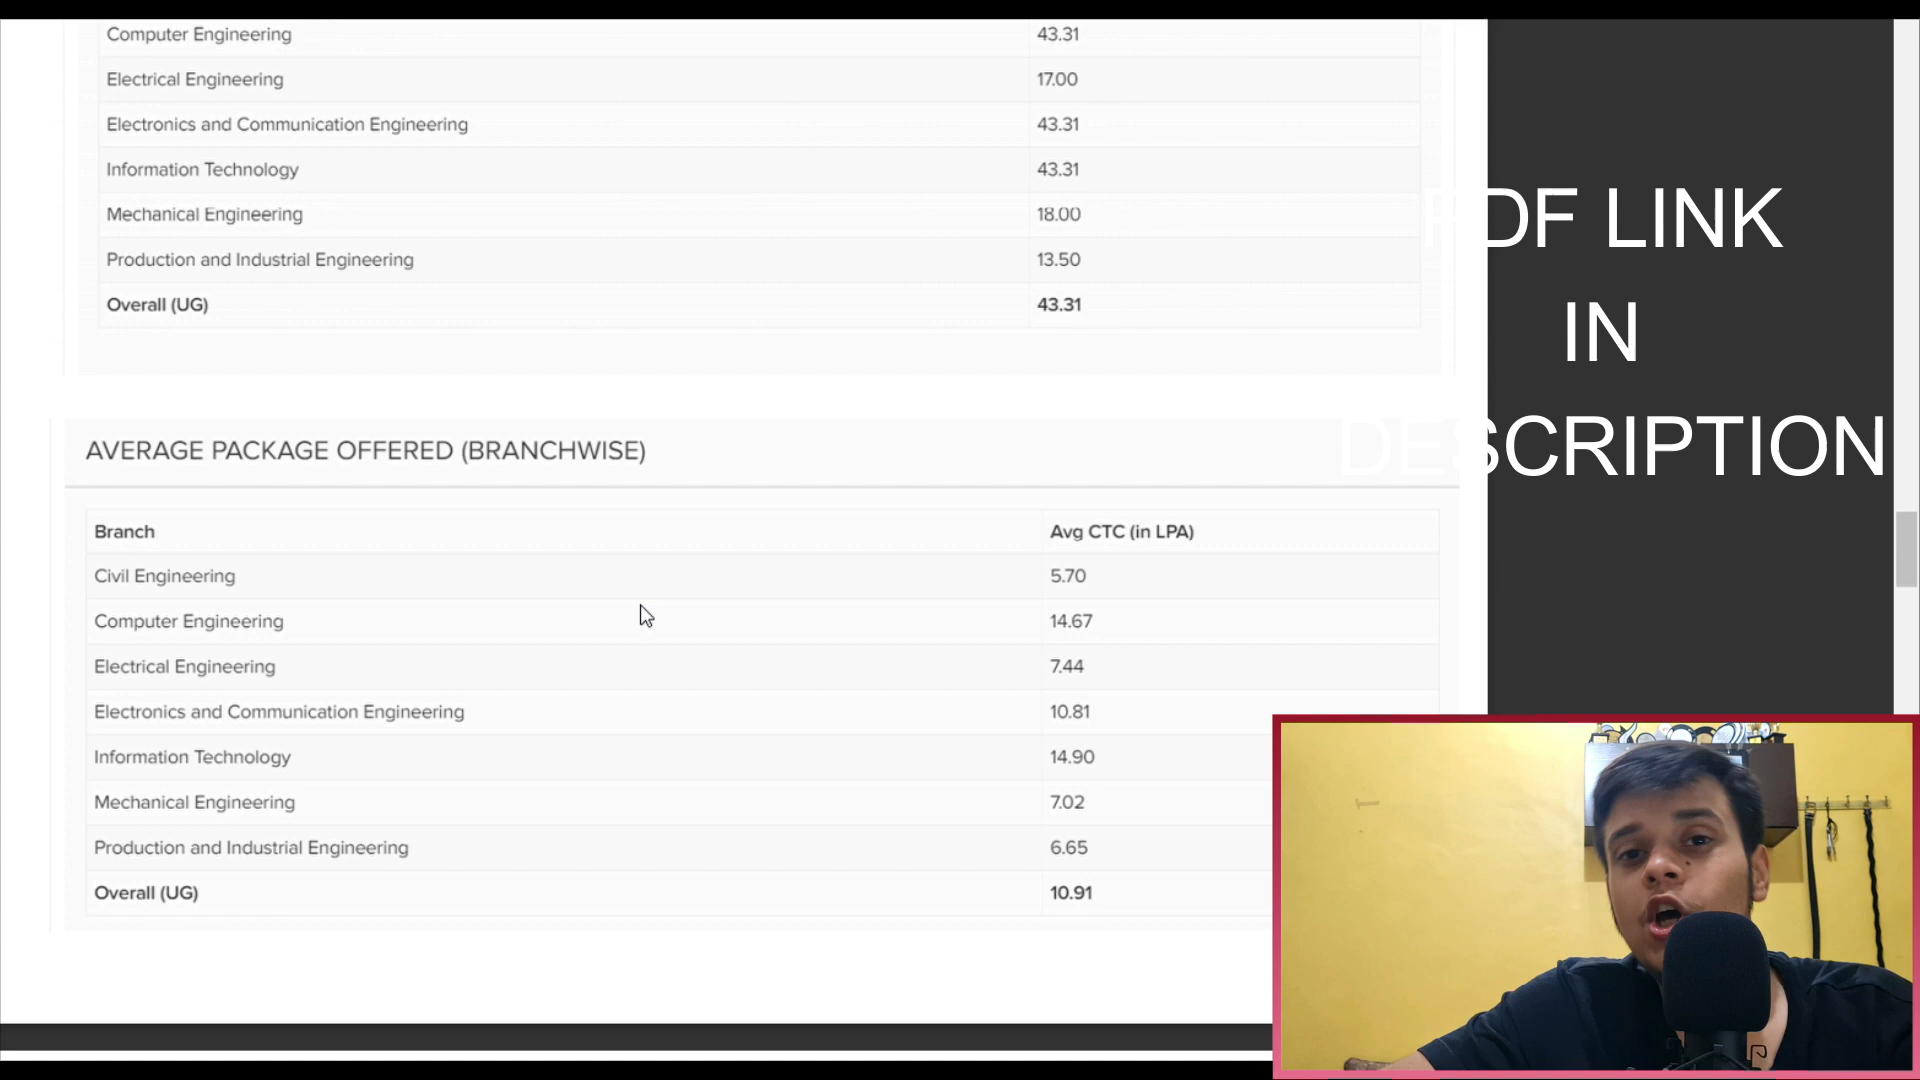 Computer Engineering 43.31
Electrical Engineering 17.00
Electronics and Communication Engineering 43.31
Information Technology 43.31
Mechanical Engineering 18.00
Production and Industrial Engineering 13.50
Overall (UG) 43.31
PDF LINK
IN
DESCRIPTION
AVERAGE PACKAGE OFFERED (BRANCHWISE)
Branch Avg CTC (in LPA)
Civil Engineering 5.70
Computer Engineering 14.67
Electrical Engineering 7.44
Electronics and Communication Engineering 10.81
Information Technology 14.90
Mechanical Engineering 7.02
Production and Industrial Engineering 6.65
Overall (UG) 10.91